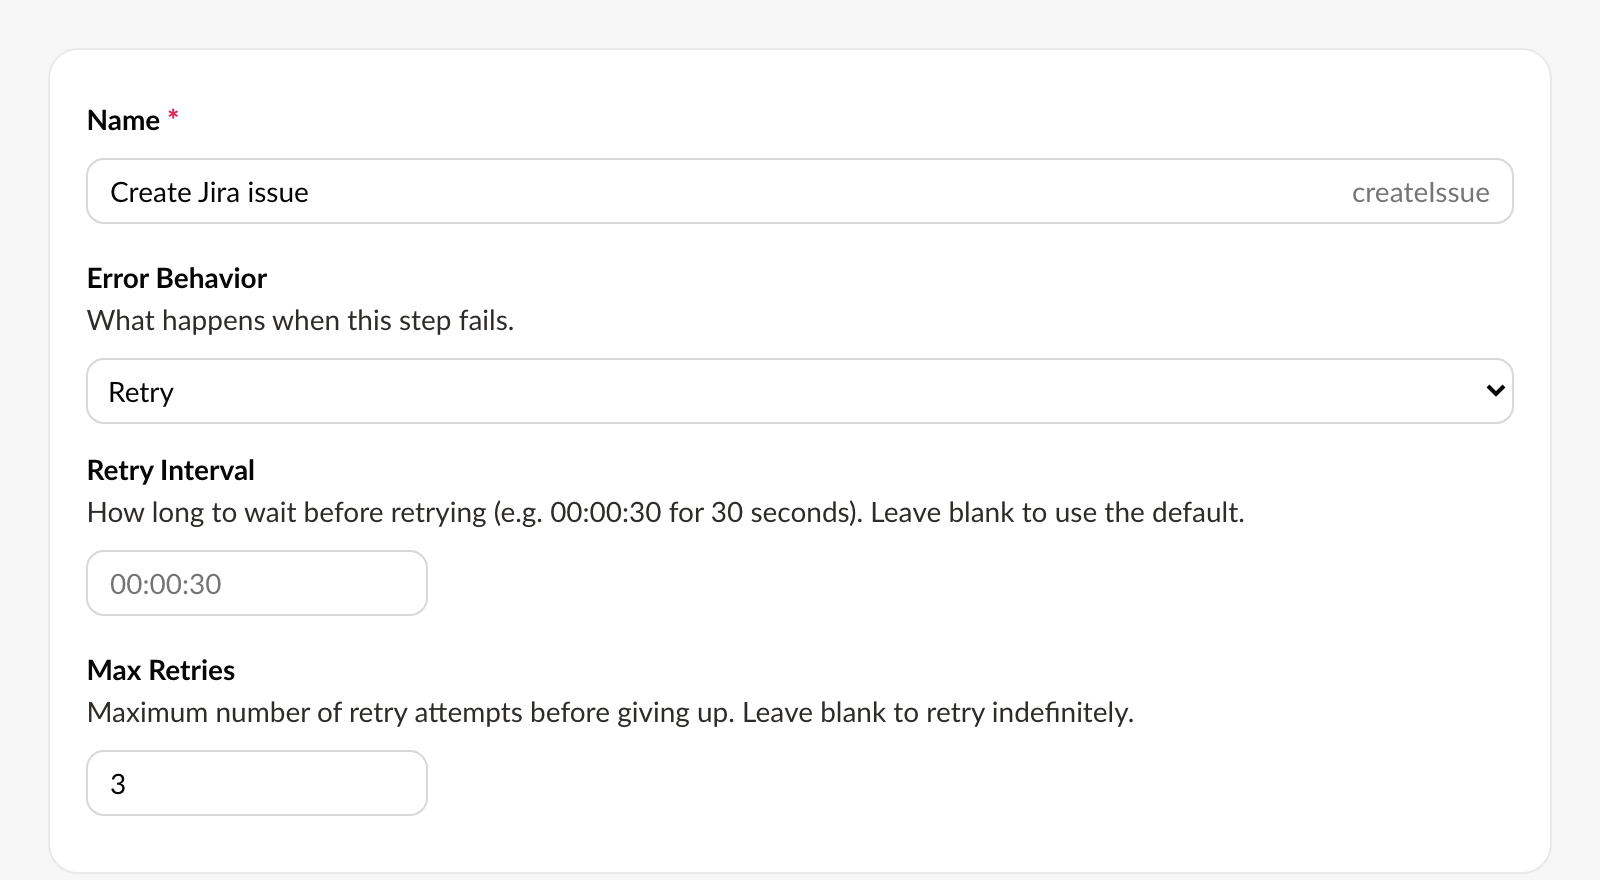 Name *
Create Jira issue createIssue
Error Behavior
What happens when this step fails.
Retry
Retry Interval
How long to wait before retrying (e.g. 00:00:30 for 30 seconds). Leave blank to use the default.
00:00:30
Max Retries
Maximum number of retry attempts before giving up. Leave blank to retry indefinitely.
3